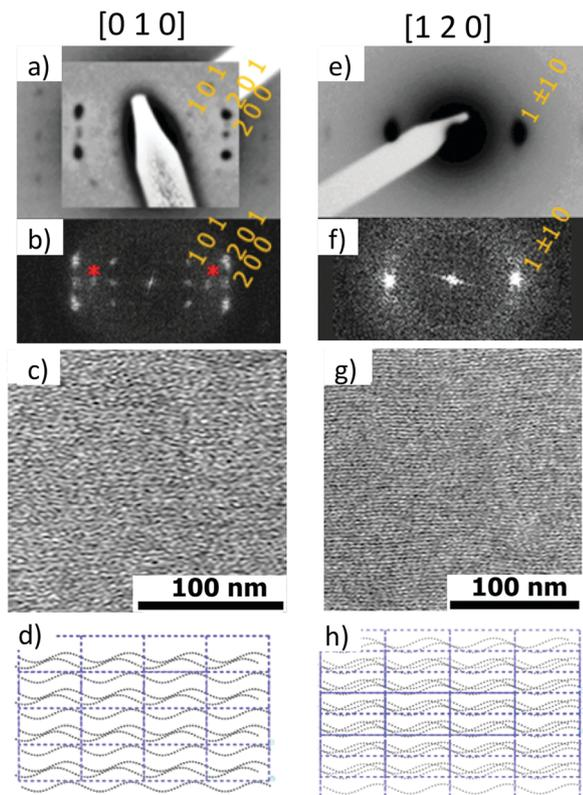 [0 1 0]
[1 2 0]
a)
1 0 1
2 0 1
2 0 0
e)
1 ±1 0
b)
1 0 1
2 0 1
2 0 0
*
*
f)
1 ±1 0
c)
100 nm
g)
100 nm
d)
h)